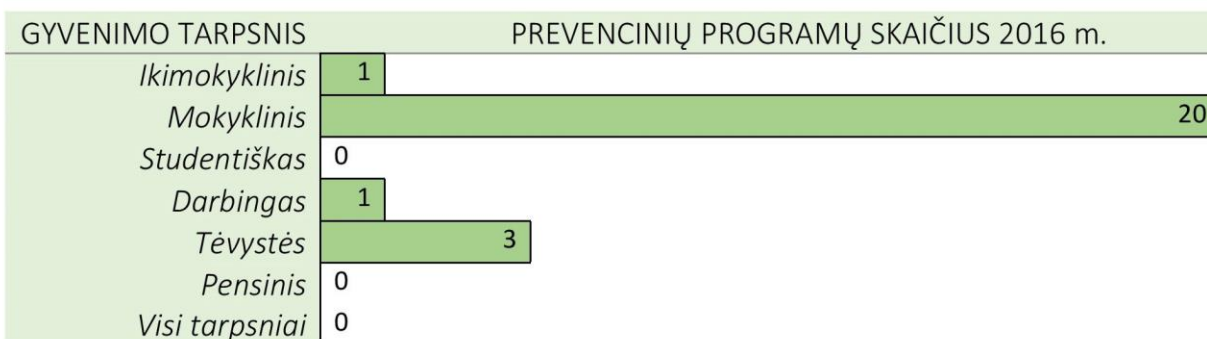 GYVENIMO TARPSNIS PREVENCINIŲ PROGRAMŲ SKAIČIUS 2016 m.
Ikimokyklinis 1
Mokyklinis 20
Studentiškas 0
Darbingas 1
Tėvystės 3
Pensinis 0
Visi tarpsniai 0